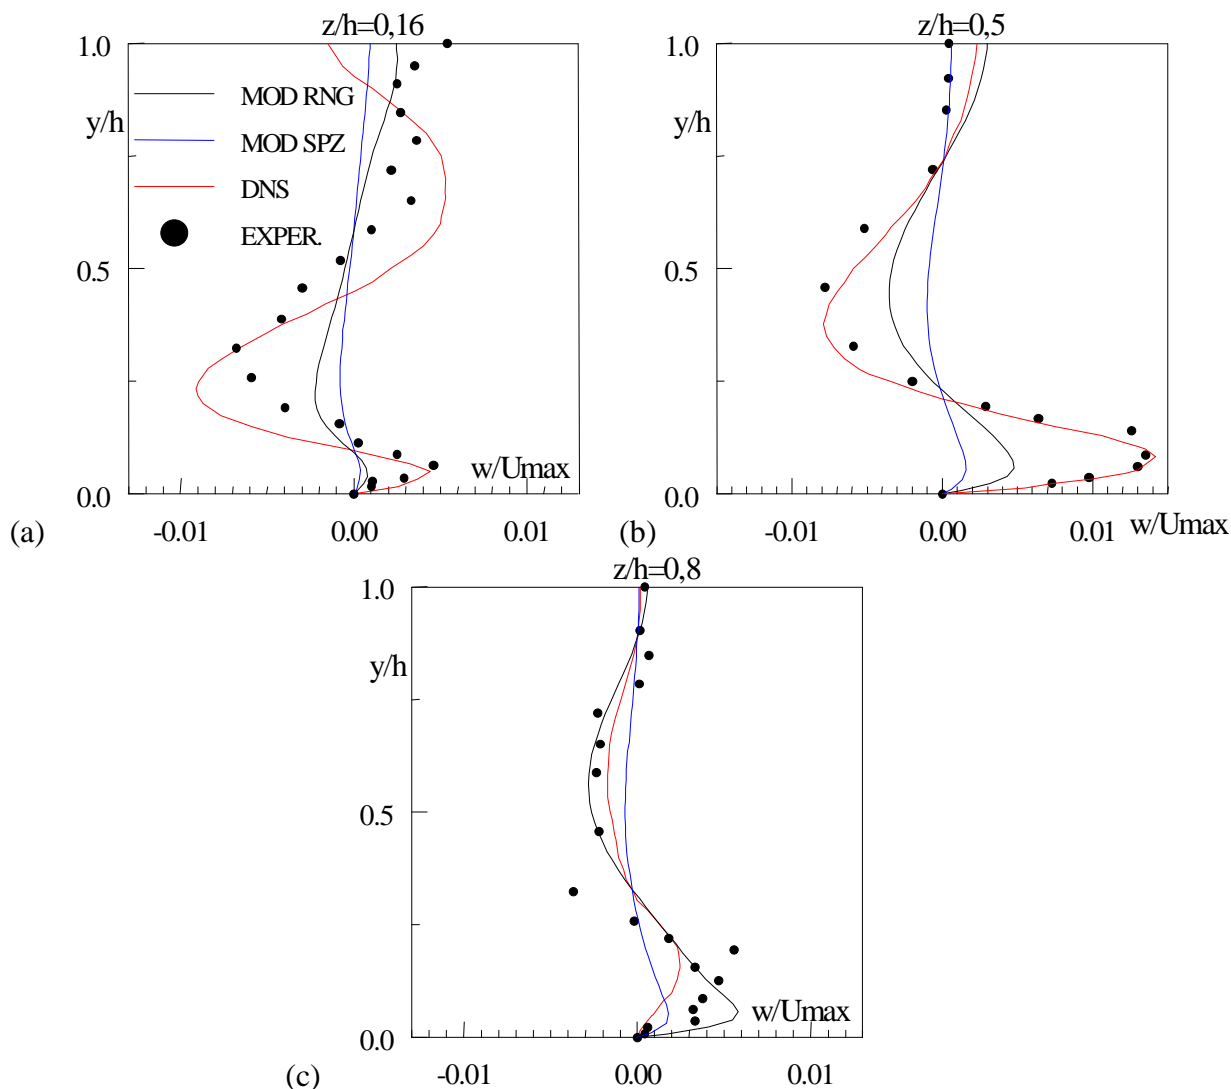 z/h=0,16
1.0
y/h
MOD RNG
MOD SPZ
DNS
EXPER.
0.5
w/Umax
0.0
(a)
-0.01 0.00 0.01
z/h=0,5
1.0
y/h
0.5
0.0
(b)
-0.01 0.00 0.01
w/Umax
z/h=0,8
1.0
y/h
0.5
w/Umax
0.0
(c)
-0.01 0.00 0.01